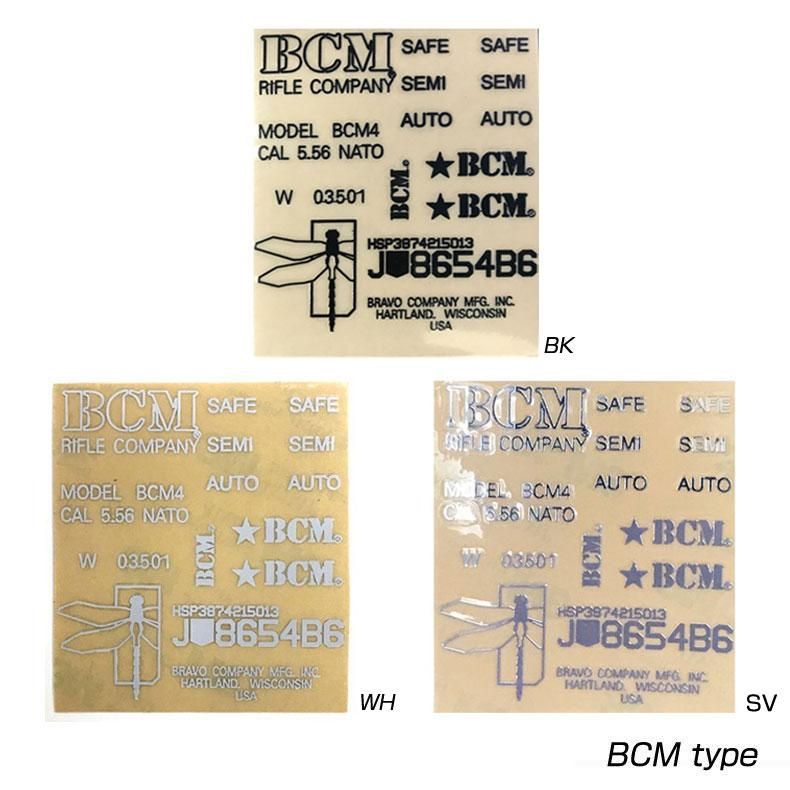 BCM SAFE SAFE
RIFLE COMPANY SEMI SEMI
AUTO AUTO
MODEL BCM4
CAL 5.56 NATO
W 03501
BCM
★BCM®
★BCM®
HSP3874215013
J 8654B6
BRAVO COMPANY MFG. INC.
HARTLAND, WISCONSIN
USA
BK
BCM SAFE SAFE
RIFLE COMPANY SEMI SEMI
AUTO AUTO
MODEL BCM4
CAL 5.56 NATO
W 03501
BCM
★BCM®
★BCM®
HSP3874215013
J 8654B6
BRAVO COMPANY MFG. INC.
HARTLAND, WISCONSIN
USA
WH
BCM SAFE SAFE
RIFLE COMPANY SEMI SEMI
AUTO AUTO
MODEL BCM4
CAL 5.56 NATO
W 03501
BCM
★BCM®
★BCM®
HSP3874215013
J 8654B6
BRAVO COMPANY MFG. INC.
HARTLAND, WISCONSIN
USA
SV
BCM type